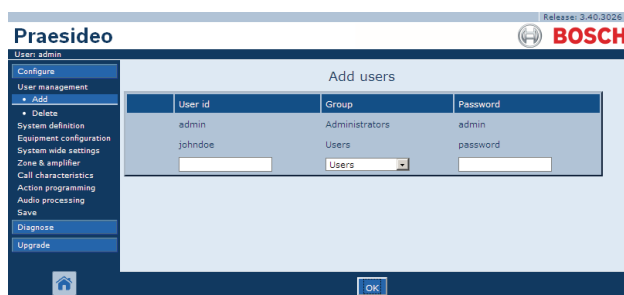 Release: 3.40.3026
Praesideo
BOSCH
User: admin
Configure
User management
• Add
• Delete
System definition
Equipment configuration
System wide settings
Zone & amplifier
Call characteristics
Action programming
Audio processing
Save
Diagnose
Upgrade
Add users
User id Group Password
admin Administrators admin
johndoe Users password
Users
OK